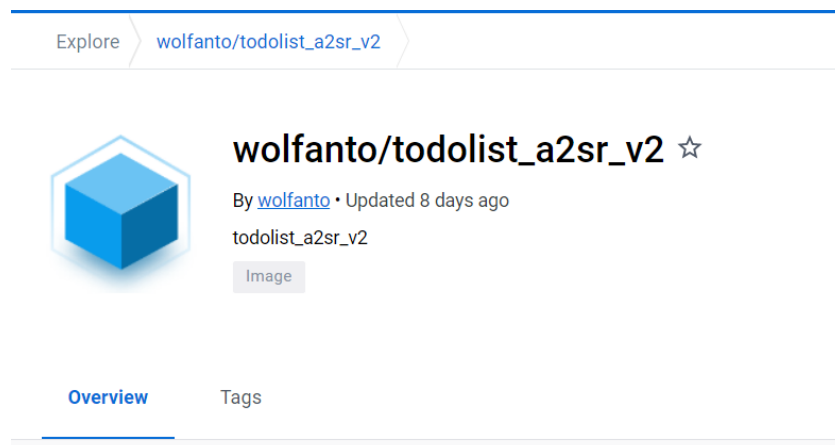 Explore wolfanto/todolist_a2sr_v2
wolfanto/todolist_a2sr_v2
By wolfanto • Updated 8 days ago
todolist_a2sr_v2
Image
Overview Tags